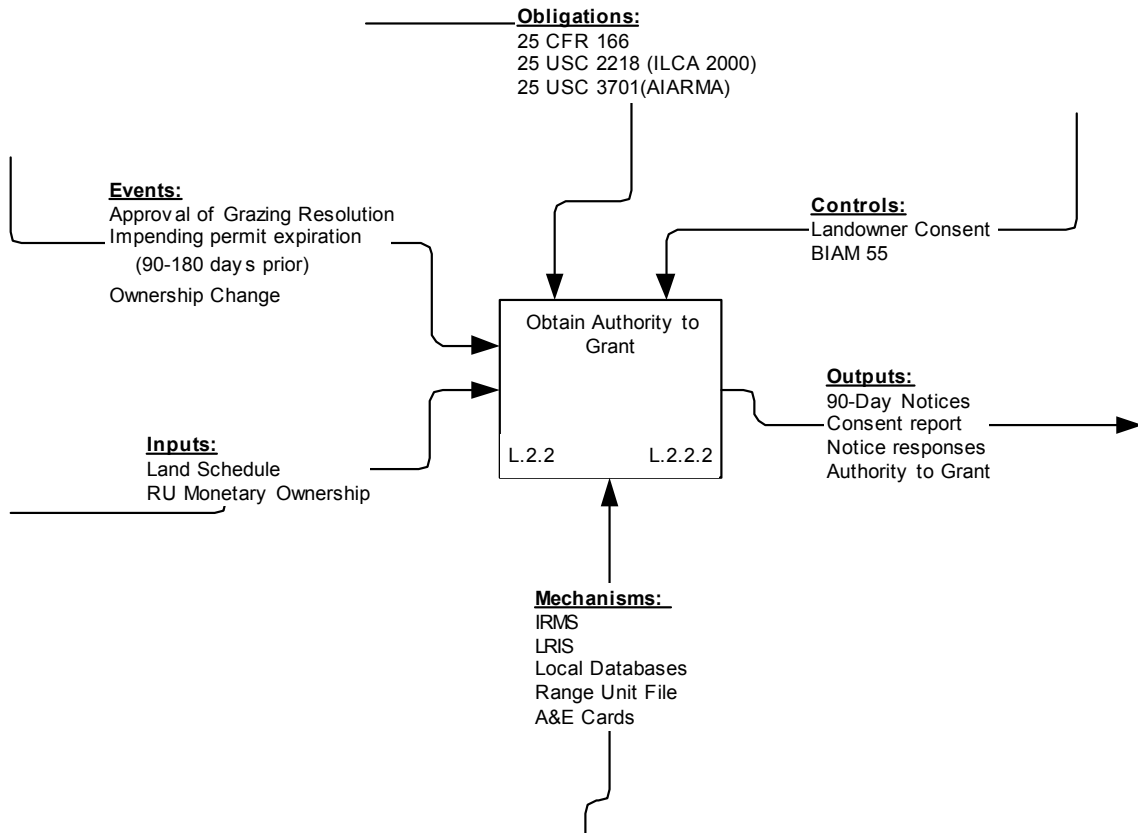 Obligations:
25 CFR 166
25 USC 2218 (ILCA 2000)
25 USC 3701(AIARMA)
Events:
Approval of Grazing Resolution
Impending permit expiration
(90-180 days prior)
Ownership Change
Controls:
Landowner Consent
BIAM 55
Obtain Authority to
Grant
L.2.2 L.2.2.2
Inputs:
Land Schedule
RU Monetary Ownership
Outputs:
90-Day Notices
Consent report
Notice responses
Authority to Grant
Mechanisms:
IRMS
LRIS
Local Databases
Range Unit File
A&E Cards